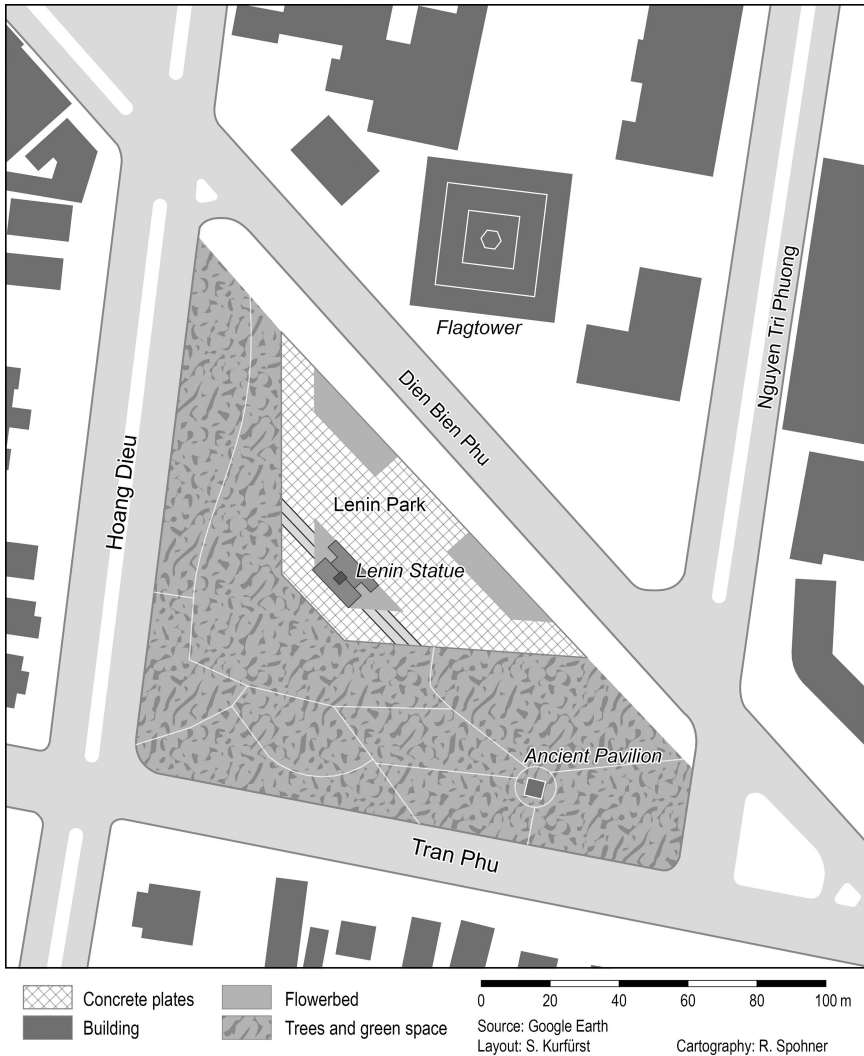 Flagtower
Nguyen Tri Phuong
Dien Bien Phu
Hoang Dieu
Lenin Park
Lenin Statue
Ancient Pavilion
Tran Phu
Concrete plates
Building
Flowerbed
Trees and green space
0 20 40 60 80 100 m
Source: Google Earth
Layout: S. Kurfürst
Cartography: R. Spohner